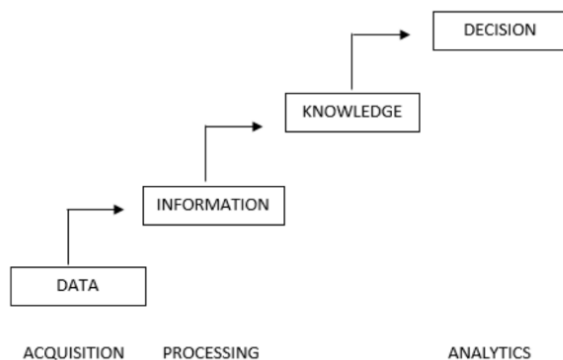 DECISION
KNOWLEDGE
INFORMATION
DATA
ACQUISITION PROCESSING ANALYTICS